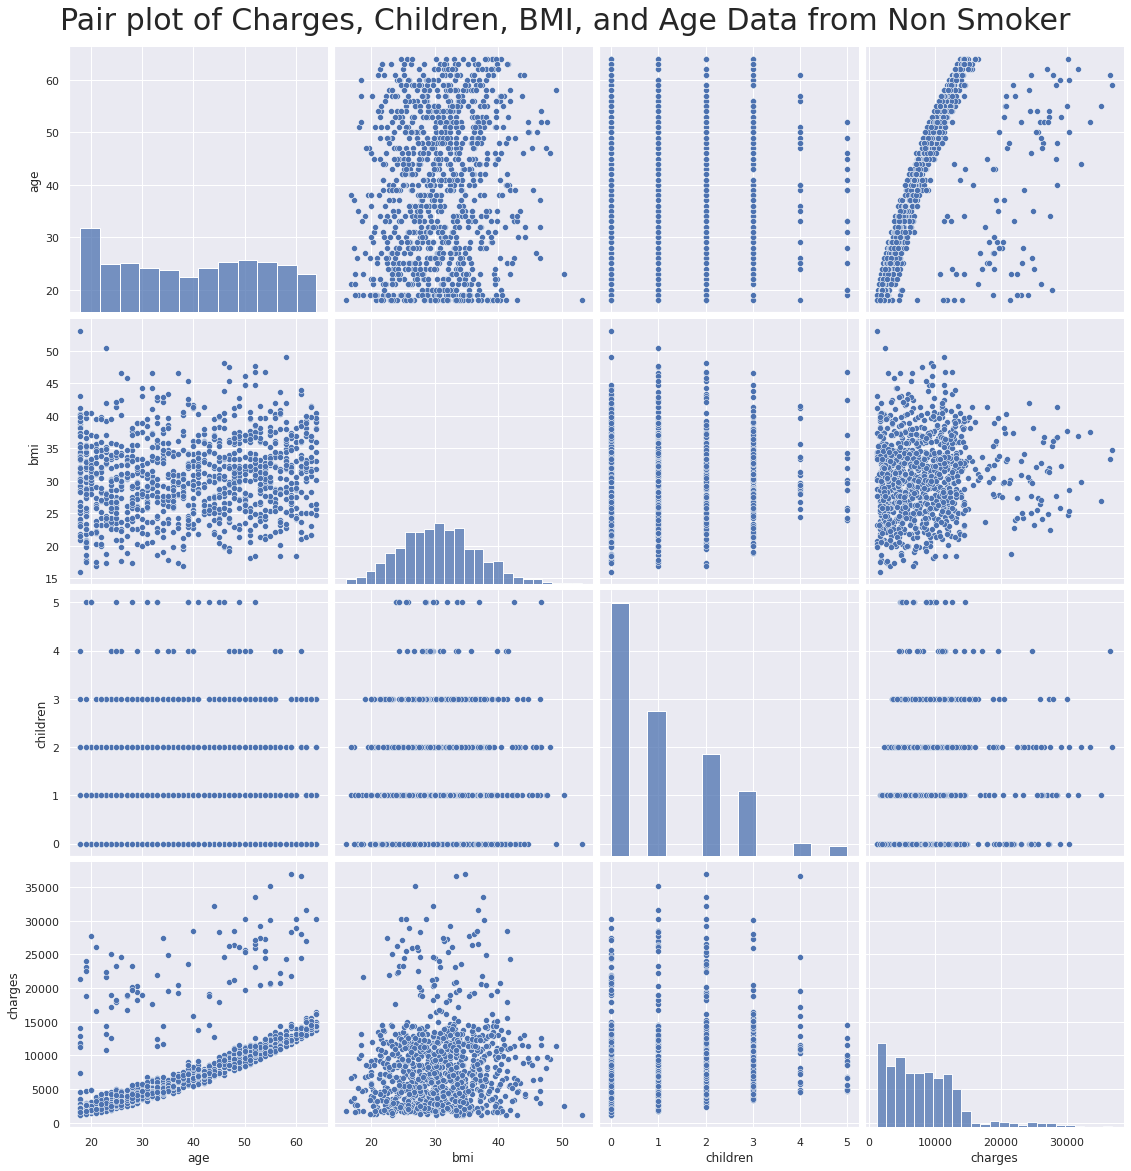 Pair plot of Charges, Children, BMI, and Age Data from Non Smoker
60
50
40
30
20
age
50
45
40
35
30
25
20
15
bmi
5
4
3
2
1
0
children
35000
30000
25000
20000
15000
10000
5000
0
charges
20 30 40 50 60
20 30 40 50
0 1 2 3 4 5
0 10000 20000 30000
age bmi children charges